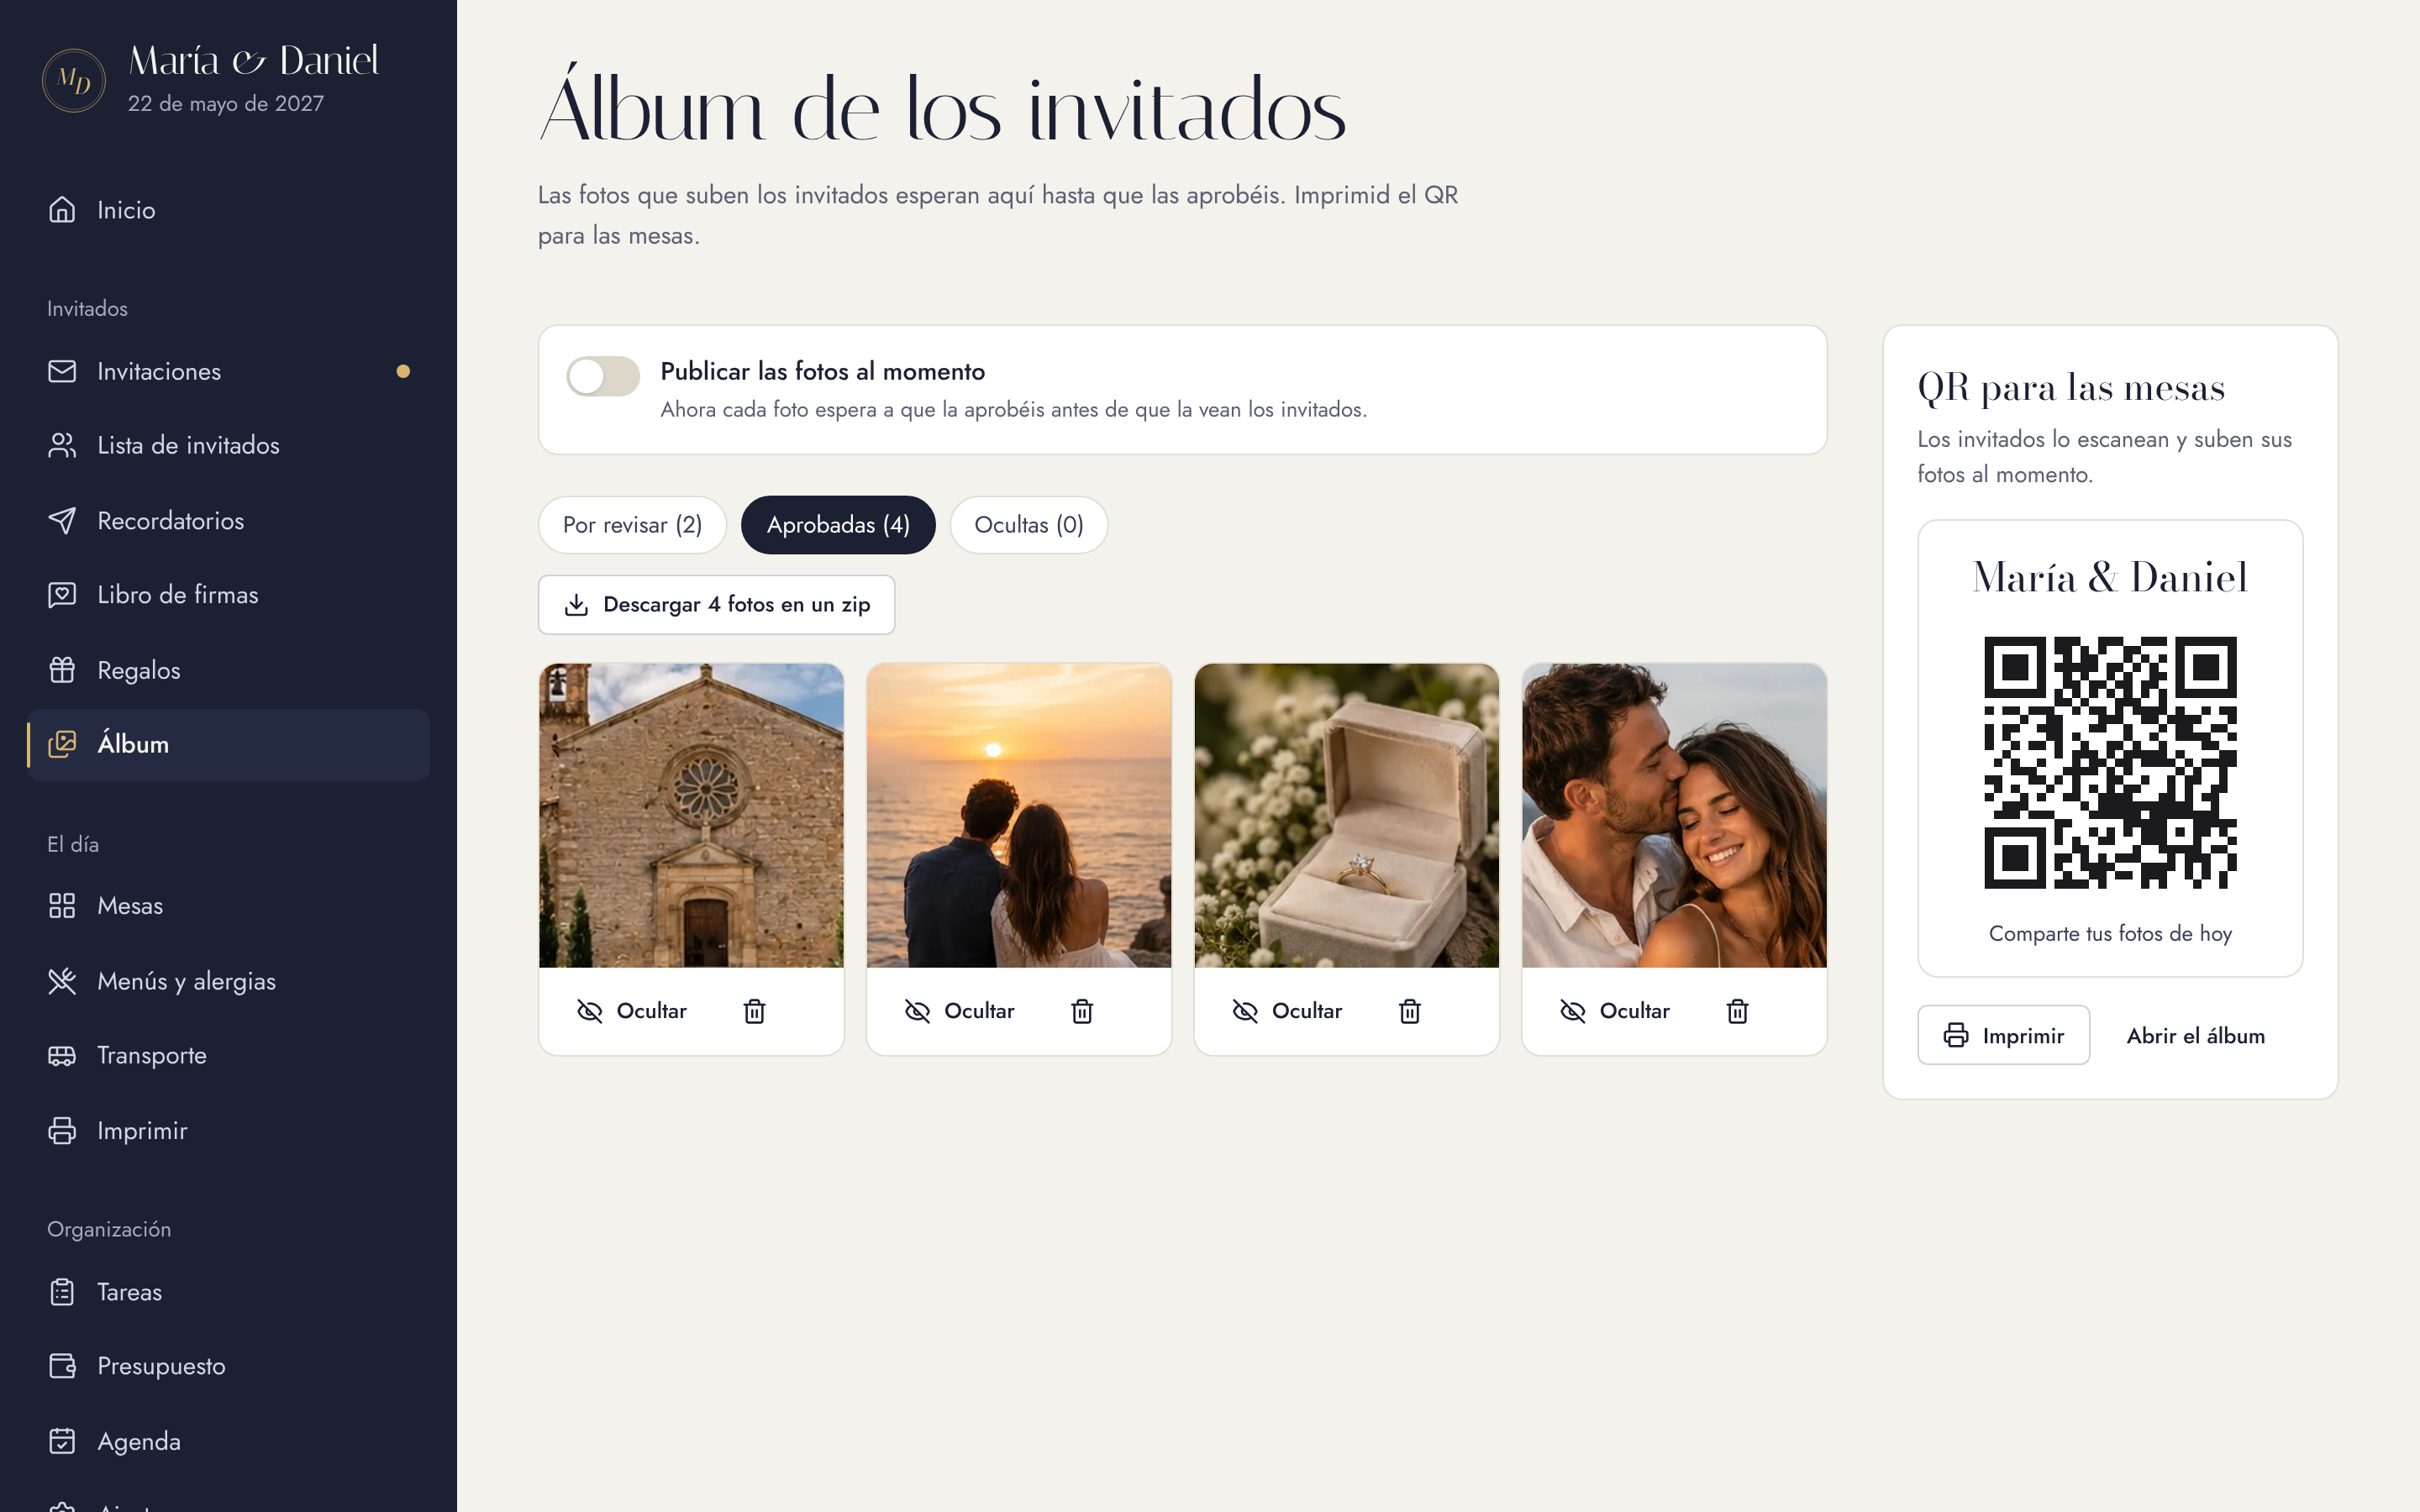 MD
María & Daniel
22 de mayo de 2027
Inicio
Invitados
Invitaciones
Lista de invitados
Recordatorios
Libro de firmas
Regalos
Álbum
El día
Mesas
Menús y alergias
Transporte
Imprimir
Organización
Tareas
Presupuesto
Agenda
Álbum de los invitados
Las fotos que suben los invitados esperan aquí hasta que las aprobéis. Imprimid el QR
para las mesas.
Publicar las fotos al momento
Ahora cada foto espera a que la aprobéis antes de que la vean los invitados.
Por revisar (2)
Aprobadas (4)
Ocultas (0)
Descargar 4 fotos en un zip
Ocultar
Ocultar
Ocultar
Ocultar
QR para las mesas
Los invitados lo escanean y suben sus
fotos al momento.
María & Daniel
Comparte tus fotos de hoy
Imprimir
Abrir el álbum